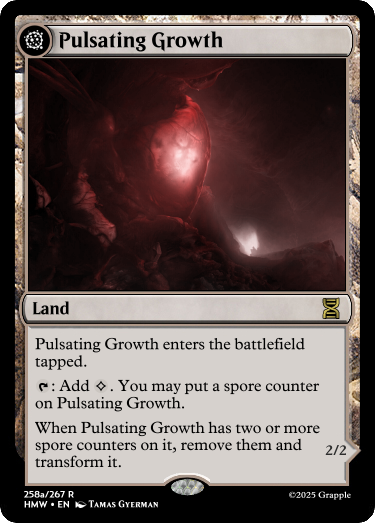 Pulsating Growth
Land
Pulsating Growth enters the battlefield
tapped.
: Add . You may put a spore counter
on Pulsating Growth.
When Pulsating Growth has two or more
spore counters on it, remove them and
transform it.
2/2
258a/267 R
HMW • EN Tamas Gyerman
©2025 Grapple